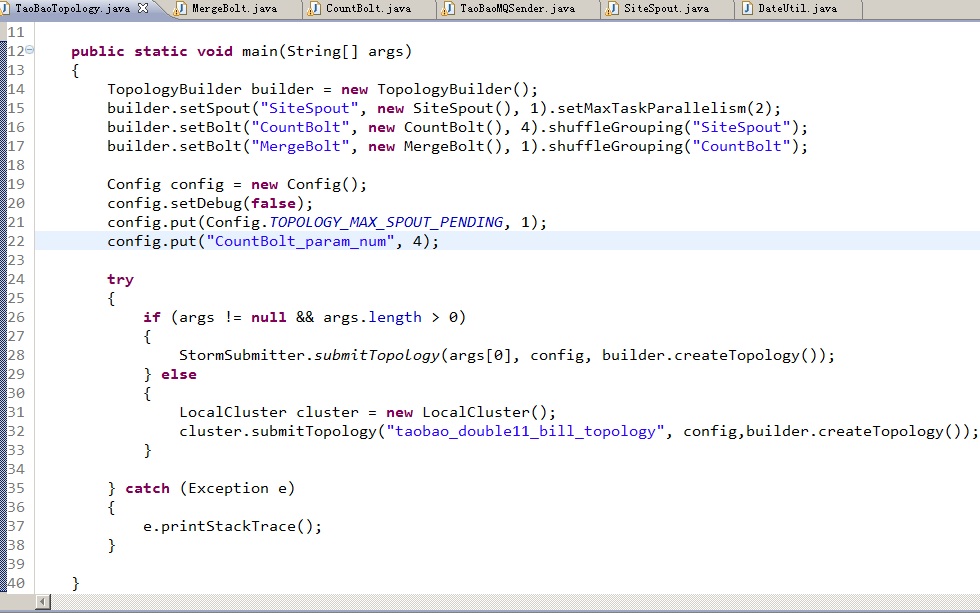 TaoBaoTopology.java MergeBolt.java CountBolt.java TaoBaoMQSender.java SiteSpout.java DateUtil.java
11
12 public static void main(String[] args)
13 {
14 TopologyBuilder builder = new TopologyBuilder();
15 builder.setSpout("SiteSpout", new SiteSpout(), 1).setMaxTaskParallelism(2);
16 builder.setBolt("CountBolt", new CountBolt(), 4).shuffleGrouping("SiteSpout");
17 builder.setBolt("MergeBolt", new MergeBolt(), 1).shuffleGrouping("CountBolt");
18
19 Config config = new Config();
20 config.setDebug(false);
21 config.put(Config.TOPOLOGY_MAX_SPOUT_PENDING, 1);
22 config.put("CountBolt_param_num", 4);
23
24 try
25 {
26 if (args != null && args.length > 0)
27 {
28 StormSubmitter.submitTopology(args[0], config, builder.createTopology());
29 } else
30 {
31 LocalCluster cluster = new LocalCluster();
32 cluster.submitTopology("taobao_double11_bill_topology", config,builder.createTopology());
33 }
34
35 } catch (Exception e)
36 {
37 e.printStackTrace();
38 }
39
40 }